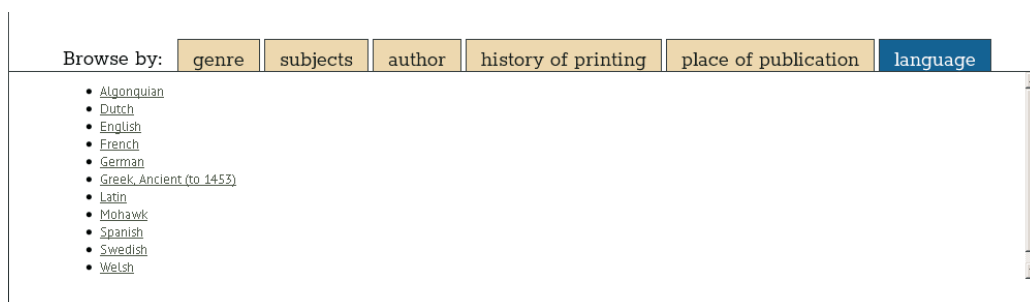 Browse by: genre subjects author history of printing place of publication language
Algonquian
Dutch
English
French
German
Greek, Ancient (to 1453)
Latin
Mohawk
Spanish
Swedish
Welsh